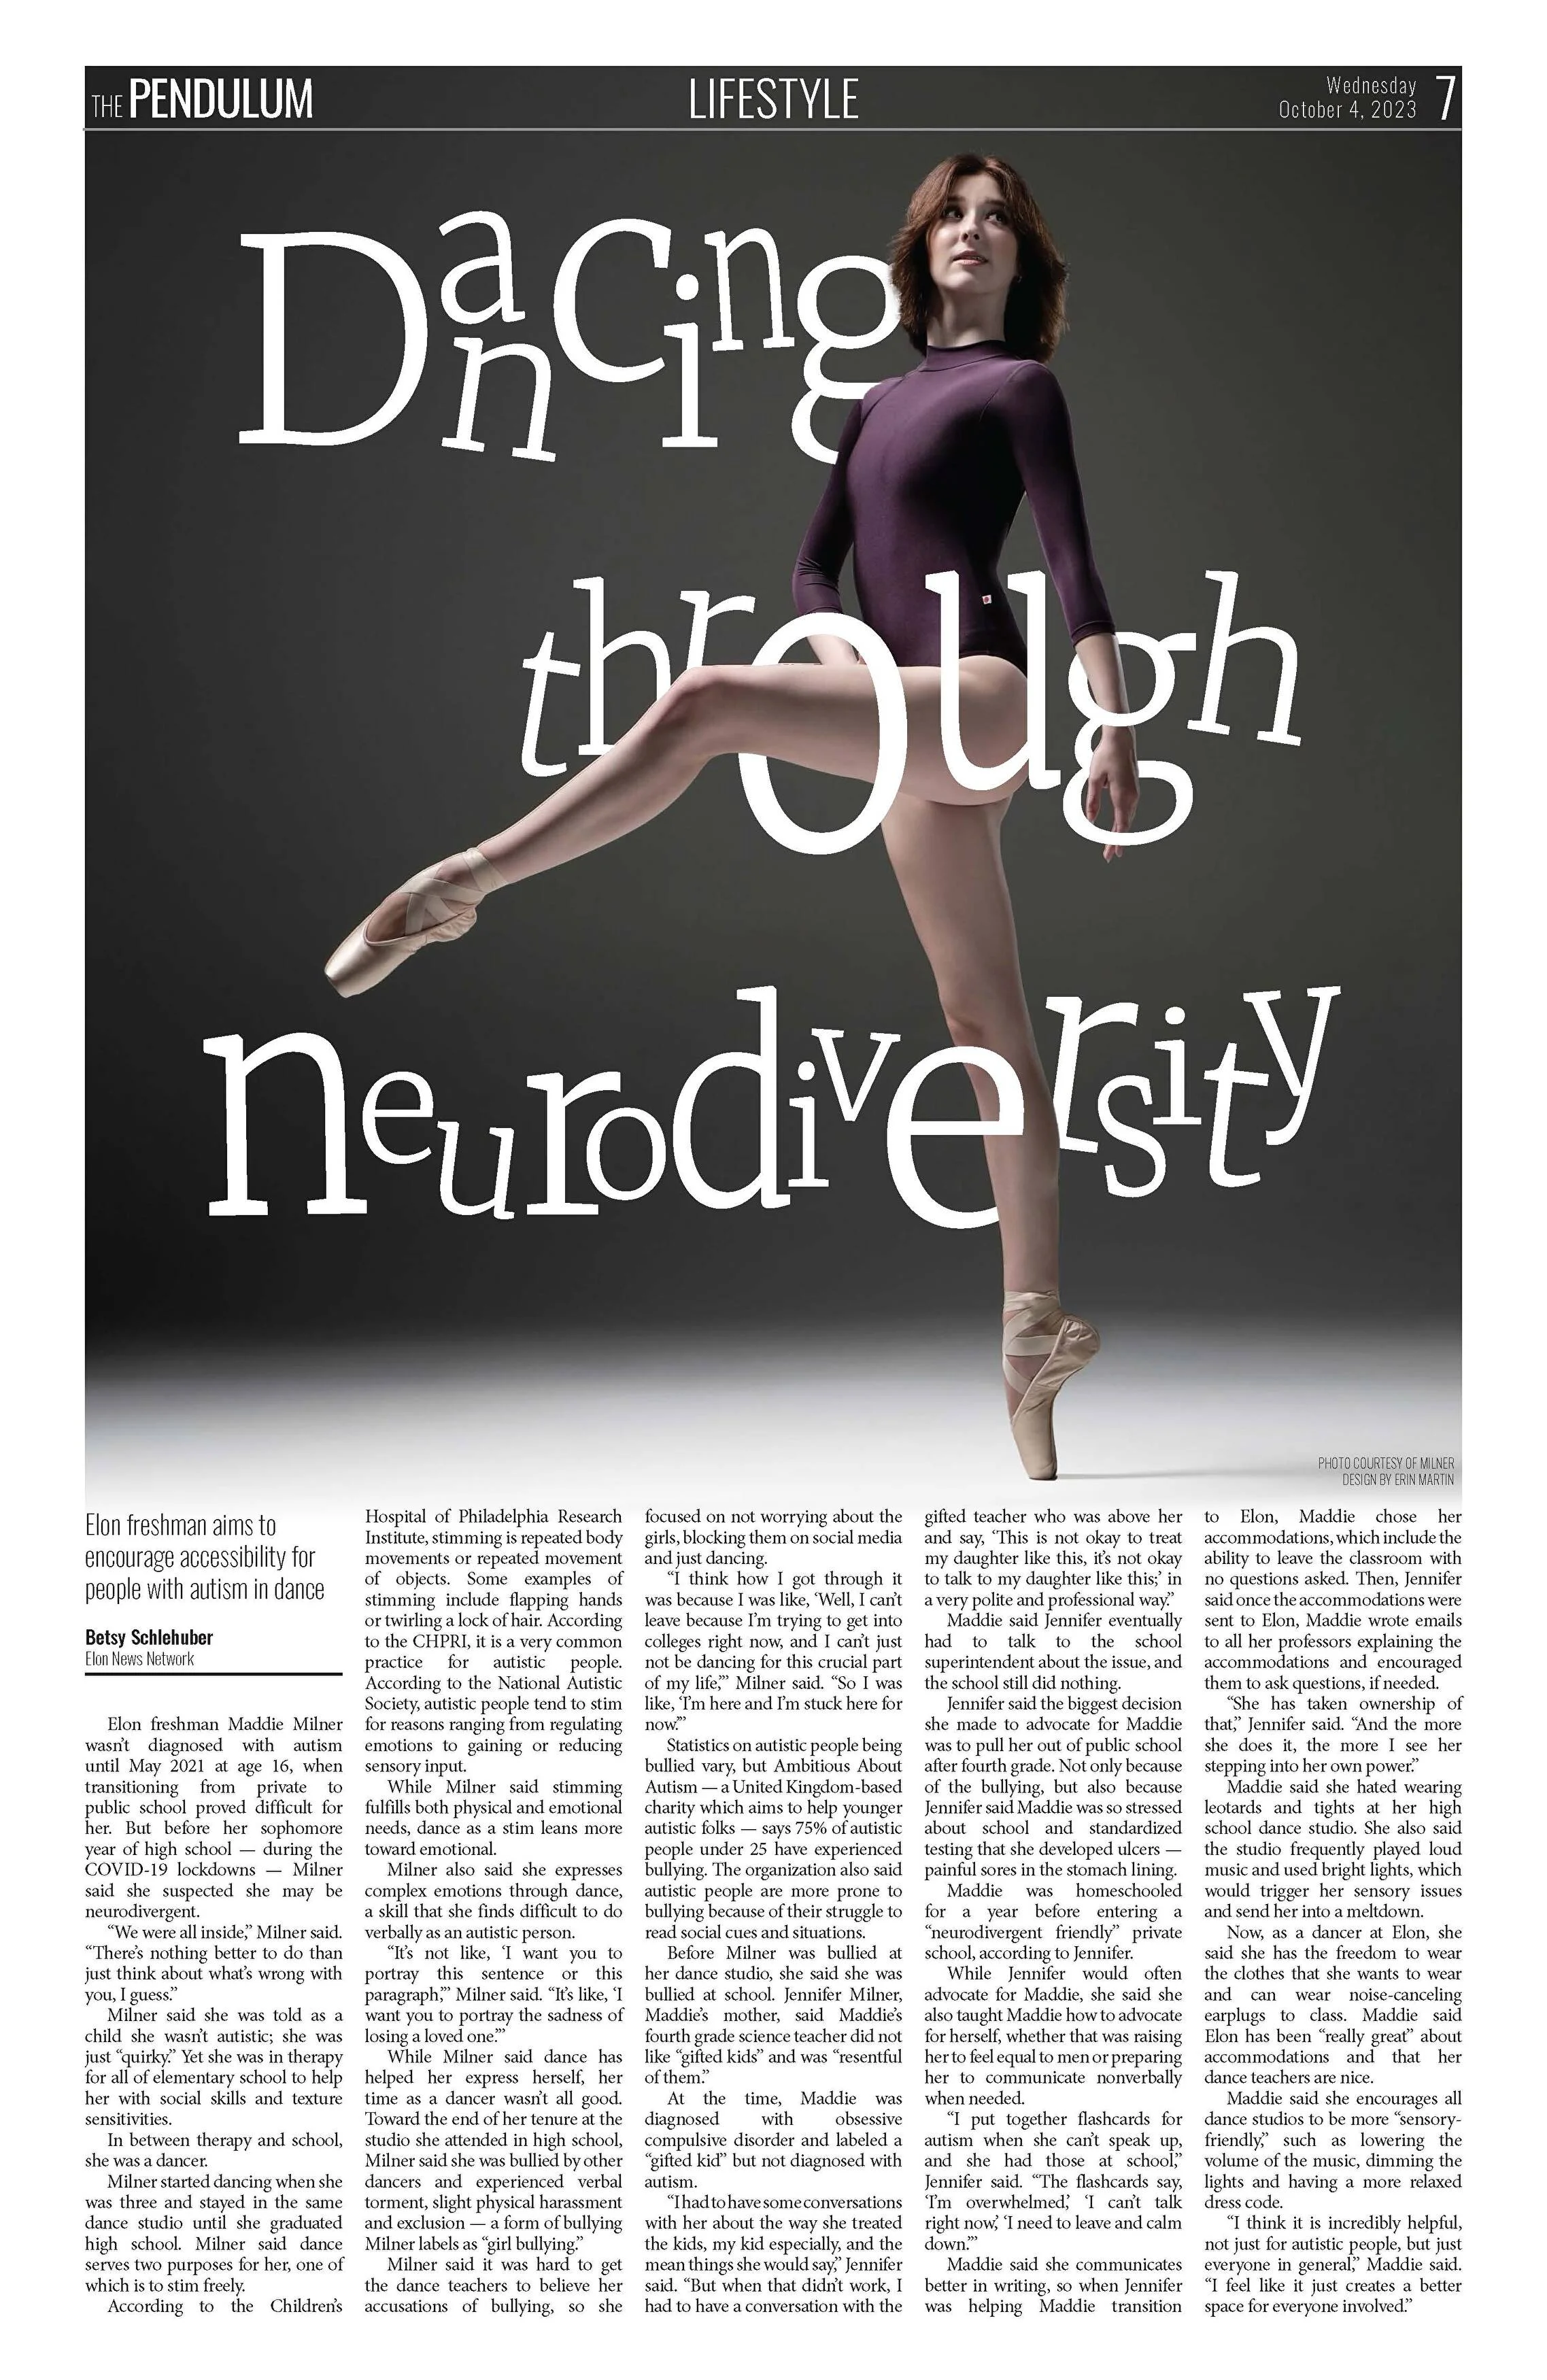 THE PENDULUM
LIFESTYLE
Wednesday
October 4, 2023
7
Dancing
through
neurodiversity
PHOTO COURTESY OF MILNER
DESIGN BY ERIN MARTIN
Elon freshman aims to
encourage accessibility for
people with autism in dance
Betsy Schlehuber
Elon News Network
Elon freshman Maddie Milner
wasn't diagnosed with autism
until May 2021 at age 16, when
transitioning from private to
public school proved difficult for
her. But before her sophomore
year of high school — during the
COVID-19 lockdowns — Milner
said she suspected she may be
neurodivergent.
“We were all inside,” Milner said.
“There's nothing better to do than
just think about what's wrong with
you, I guess.”
Milner said she was told as a
child she wasn't autistic; she was
just “quirky.” Yet she was in therapy
for all of elementary school to help
her with social skills and texture
sensitivities.
In between therapy and school,
she was a dancer.
Milner started dancing when she
was three and stayed in the same
dance studio until she graduated
high school. Milner said dance
serves two purposes for her, one of
which is to stim freely.
According to the Children's
Hospital of Philadelphia Research
Institute, stimming is repeated body
movements or repeated movement
of objects. Some examples of
stimming include flapping hands
or twirling a lock of hair. According
to the CHPRI, it is a very common
practice for autistic people.
According to the National Autistic
Society, autistic people tend to stim
for reasons ranging from regulating
emotions to gaining or reducing
sensory input.
While Milner said stimming
fulfills both physical and emotional
needs, dance as a stim leans more
toward emotional.
Milner also said she expresses
complex emotions through dance,
a skill that she finds difficult to do
verbally as an autistic person.
“It's not like, ‘I want you to
portray this sentence or this
paragraph,’” Milner said. “It's like, ‘I
want you to portray the sadness of
losing a loved one.’”
While Milner said dance has
helped her express herself, her
time as a dancer wasn't all good.
Toward the end of her tenure at the
studio she attended in high school,
Milner said she was bullied by other
dancers and experienced verbal
torment, slight physical harassment
and exclusion — a form of bullying
Milner labels as “girl bullying.”
Milner said it was hard to get
the dance teachers to believe her
accusations of bullying, so she
focused on not worrying about the
girls, blocking them on social media
and just dancing.
“I think how I got through it
was because I was like, ‘Well, I can't
leave because I'm trying to get into
colleges right now, and I can't just
not be dancing for this crucial part
of my life,’” Milner said. “So I was
like, ‘I'm here and I'm stuck here for
now.’”
Statistics on autistic people being
bullied vary, but Ambitious About
Autism — a United Kingdom-based
charity which aims to help younger
autistic folks — says 75% of autistic
people under 25 have experienced
bullying. The organization also said
autistic people are more prone to
bullying because of their struggle to
read social cues and situations.
Before Milner was bullied at
her dance studio, she said she was
bullied at school. Jennifer Milner,
Maddie's mother, said Maddie's
fourth grade science teacher did not
like “gifted kids” and was “resentful
of them.”
At the time, Maddie was
diagnosed with obsessive
compulsive disorder and labeled a
“gifted kid” but not diagnosed with
autism.
“I had to have some conversations
with her about the way she treated
the kids, my kid especially, and the
mean things she would say,” Jennifer
said. “But when that didn't work, I
had to have a conversation with the
gifted teacher who was above her
and say, ‘This is not okay to treat
my daughter like this, it's not okay
to talk to my daughter like this;’ in
a very polite and professional way.”
Maddie said Jennifer eventually
had to talk to the school
superintendent about the issue, and
the school still did nothing.
Jennifer said the biggest decision
she made to advocate for Maddie
was to pull her out of public school
after fourth grade. Not only because
of the bullying, but also because
Jennifer said Maddie was so stressed
about school and standardized
testing that she developed ulcers —
painful sores in the stomach lining.
Maddie was homeschooled
for a year before entering a
“neurodivergent friendly” private
school, according to Jennifer.
While Jennifer would often
advocate for Maddie, she said she
also taught Maddie how to advocate
for herself, whether that was raising
her to feel equal to men or preparing
her to communicate nonverbally
when needed.
“I put together flashcards for
autism when she can't speak up,
and she had those at school,”
Jennifer said. “The flashcards say,
‘I'm overwhelmed,’ ‘I can't talk
right now,’ ‘I need to leave and calm
down.’”
Maddie said she communicates
better in writing, so when Jennifer
was helping Maddie transition
to Elon, Maddie chose her
accommodations, which include the
ability to leave the classroom with
no questions asked. Then, Jennifer
said once the accommodations were
sent to Elon, Maddie wrote emails
to all her professors explaining the
accommodations and encouraged
them to ask questions, if needed.
“She has taken ownership of
that,” Jennifer said. “And the more
she does it, the more I see her
stepping into her own power.”
Maddie said she hated wearing
leotards and tights at her high
school dance studio. She also said
the studio frequently played loud
music and used bright lights, which
would trigger her sensory issues
and send her into a meltdown.
Now, as a dancer at Elon, she
said she has the freedom to wear
the clothes that she wants to wear
and can wear noise-canceling
earplugs to class. Maddie said
Elon has been “really great” about
accommodations and that her
dance teachers are nice.
Maddie said she encourages all
dance studios to be more “sensory-
friendly,” such as lowering the
volume of the music, dimming the
lights and having a more relaxed
dress code.
“I think it is incredibly helpful,
not just for autistic people, but just
everyone in general,” Maddie said.
“I feel like it just creates a better
space for everyone involved.”